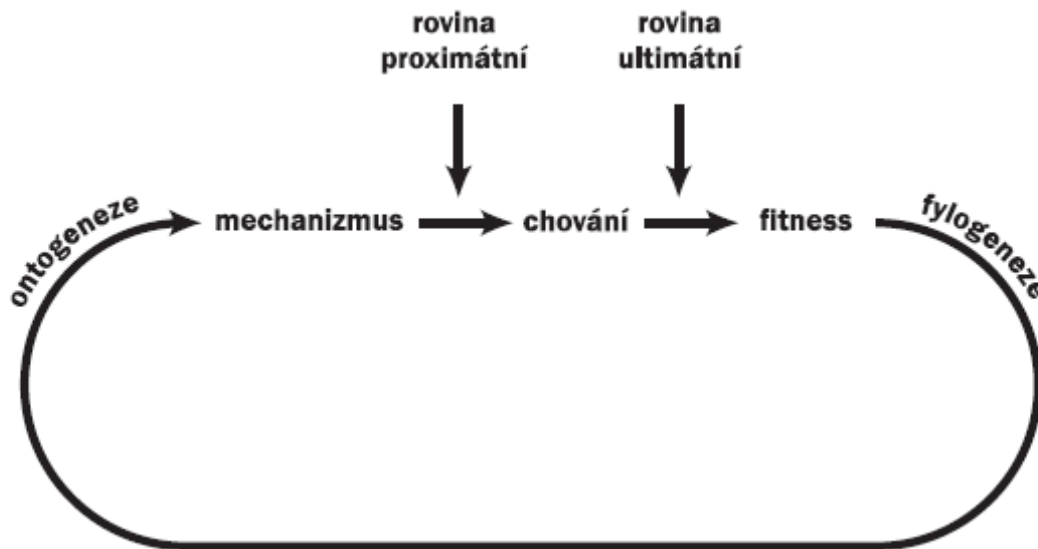 rovina
proximátní
rovina
ultimátní
ontogeneze
mechanizmus
chování
fitness
fylogeneze